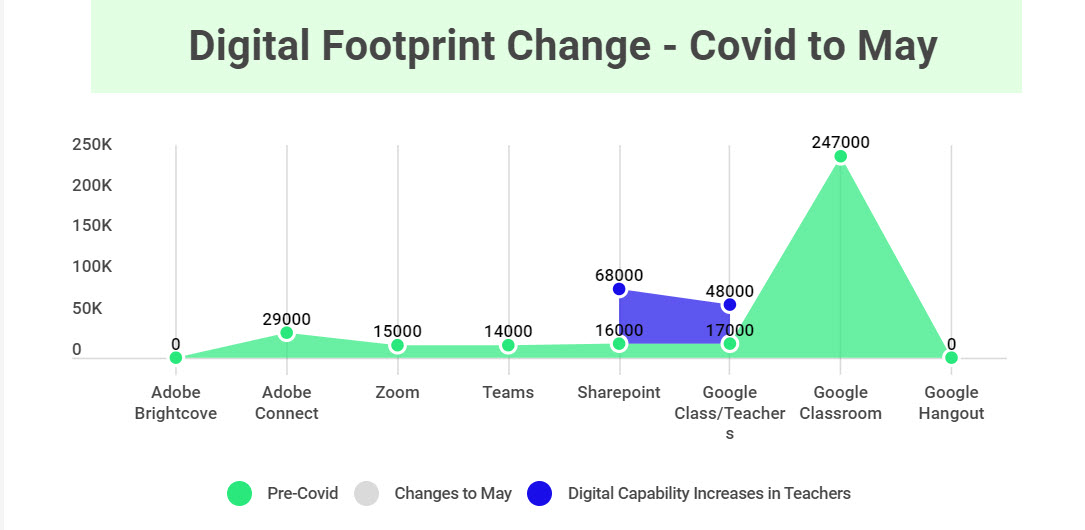 Digital Footprint Change - Covid to May
250K
200K
150K
100K
50K
0
247000
68000
48000
29000
15000
14000
16000
17000
0
0
Adobe
Brightcove
Adobe
Connect
Zoom
Teams
Sharepoint
Google
Class/Teacher
s
Google
Classroom
Google
Hangout
Pre-Covid
Changes to May
Digital Capability Increases in Teachers